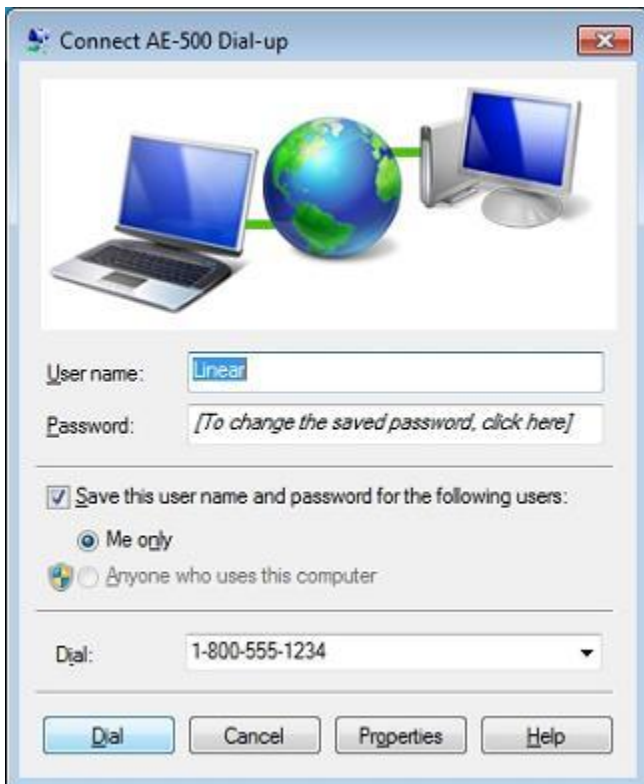 Connect AE-500 Dial-up
User name:
Linear
Password:
[To change the saved password, click here]
Save this user name and password for the following users:
Me only
Anyone who uses this computer
Dial:
1-800-555-1234
Dial
Cancel
Properties
Help